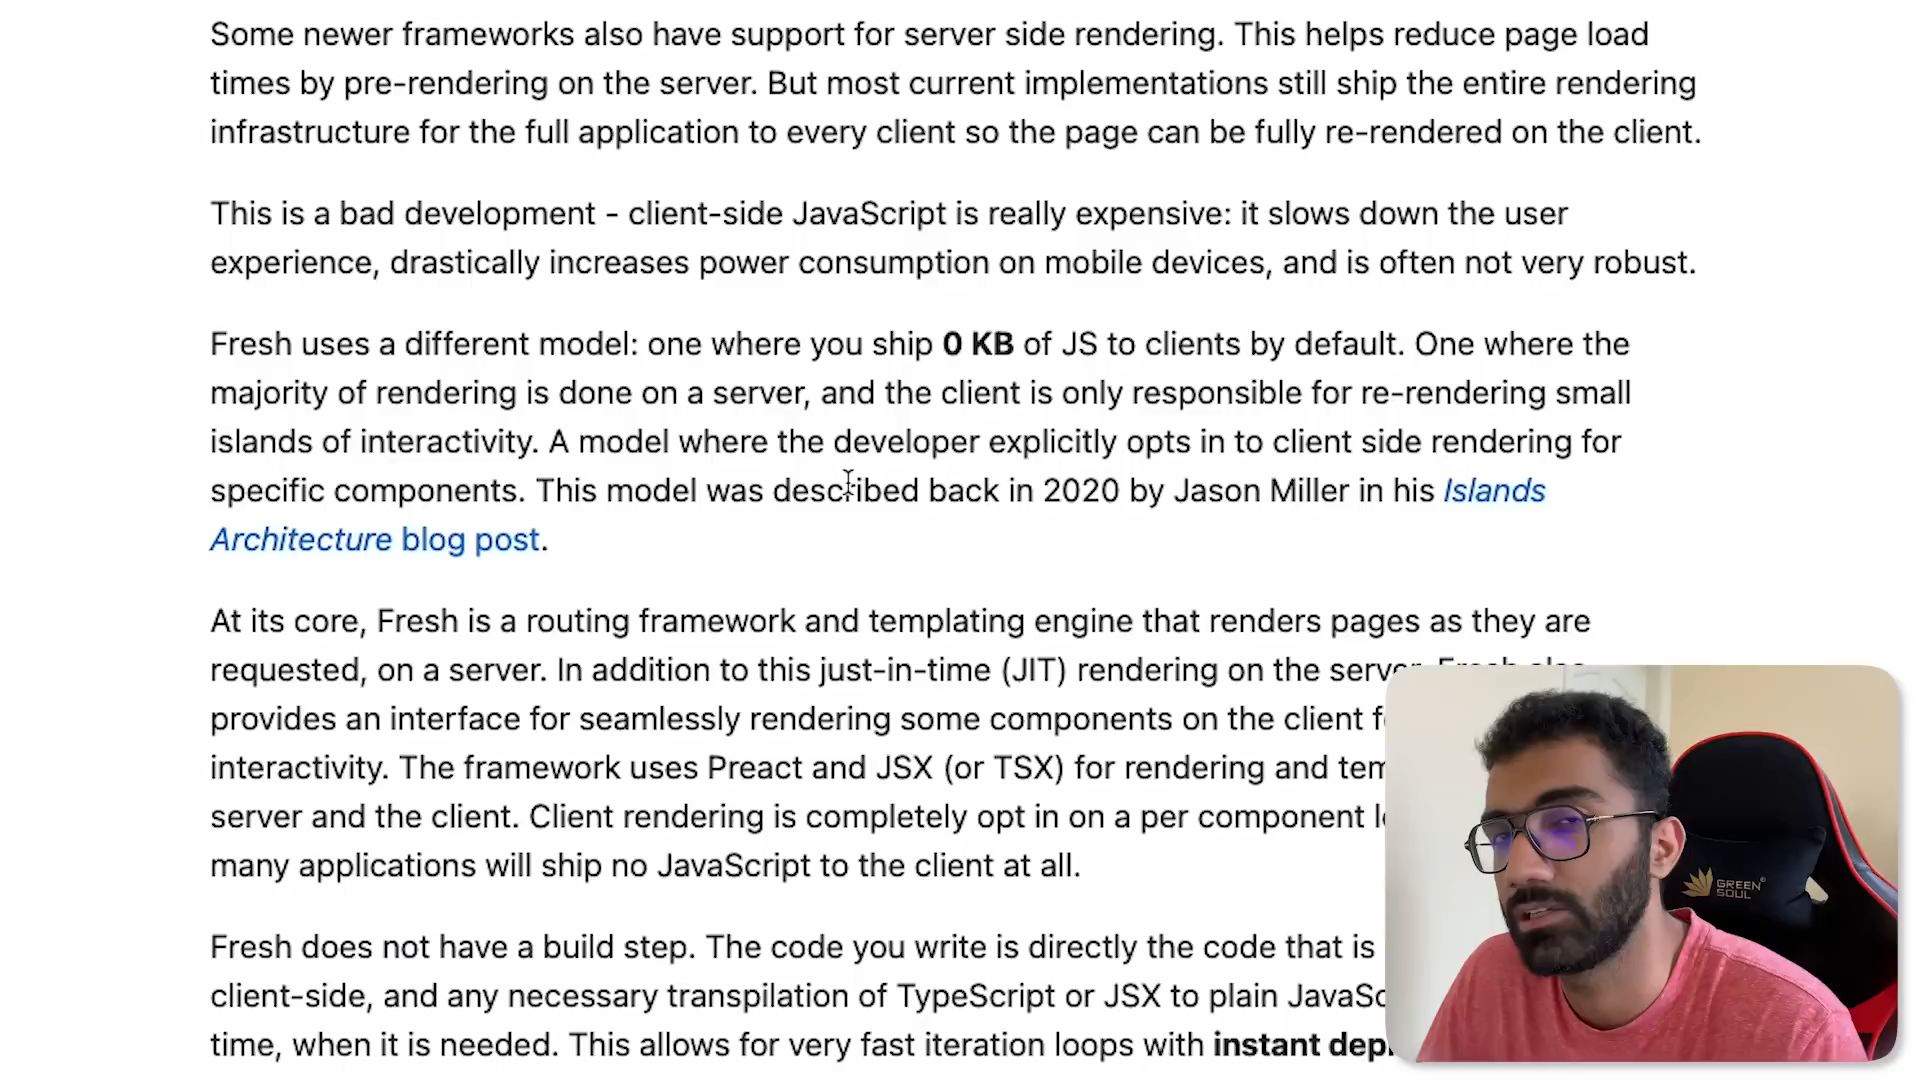 Some newer frameworks also have support for server side rendering. This helps reduce page load
times by pre-rendering on the server. But most current implementations still ship the entire rendering
infrastructure for the full application to every client so the page can be fully re-rendered on the client.
This is a bad development - client-side JavaScript is really expensive: it slows down the user
experience, drastically increases power consumption on mobile devices, and is often not very robust.
Fresh uses a different model: one where you ship 0 KB of JS to clients by default. One where the
majority of rendering is done on a server, and the client is only responsible for re-rendering small
islands of interactivity. A model where the developer explicitly opts in to client side rendering for
specific components. This model was described back in 2020 by Jason Miller in his Islands
Architecture blog post.
At its core, Fresh is a routing framework and templating engine that renders pages as they are
requested, on a server. In addition to this just-in-time (JIT) rendering on the server, Fresh also
provides an interface for seamlessly rendering some components on the client
interactivity. The framework uses Preact and JSX (or TSX) for rendering and
server and the client. Client rendering is completely opt in on a per component
many applications will ship no JavaScript to the client at all.
Fresh does not have a build step. The code you write is directly the code that is
client-side, and any necessary transpilation of TypeScript or JSX to plain
time, when it is needed. This allows for very fast iteration loops with instant
GREEN
SOUL